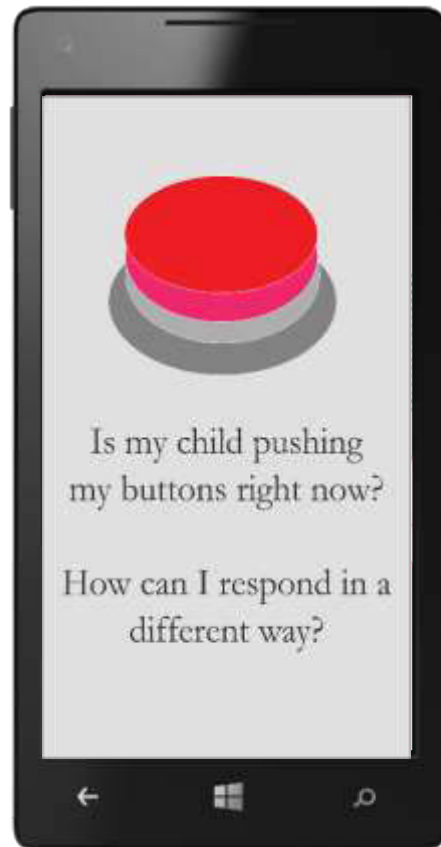 Is my child pushing
my buttons right now?
How can I respond in a
different way?